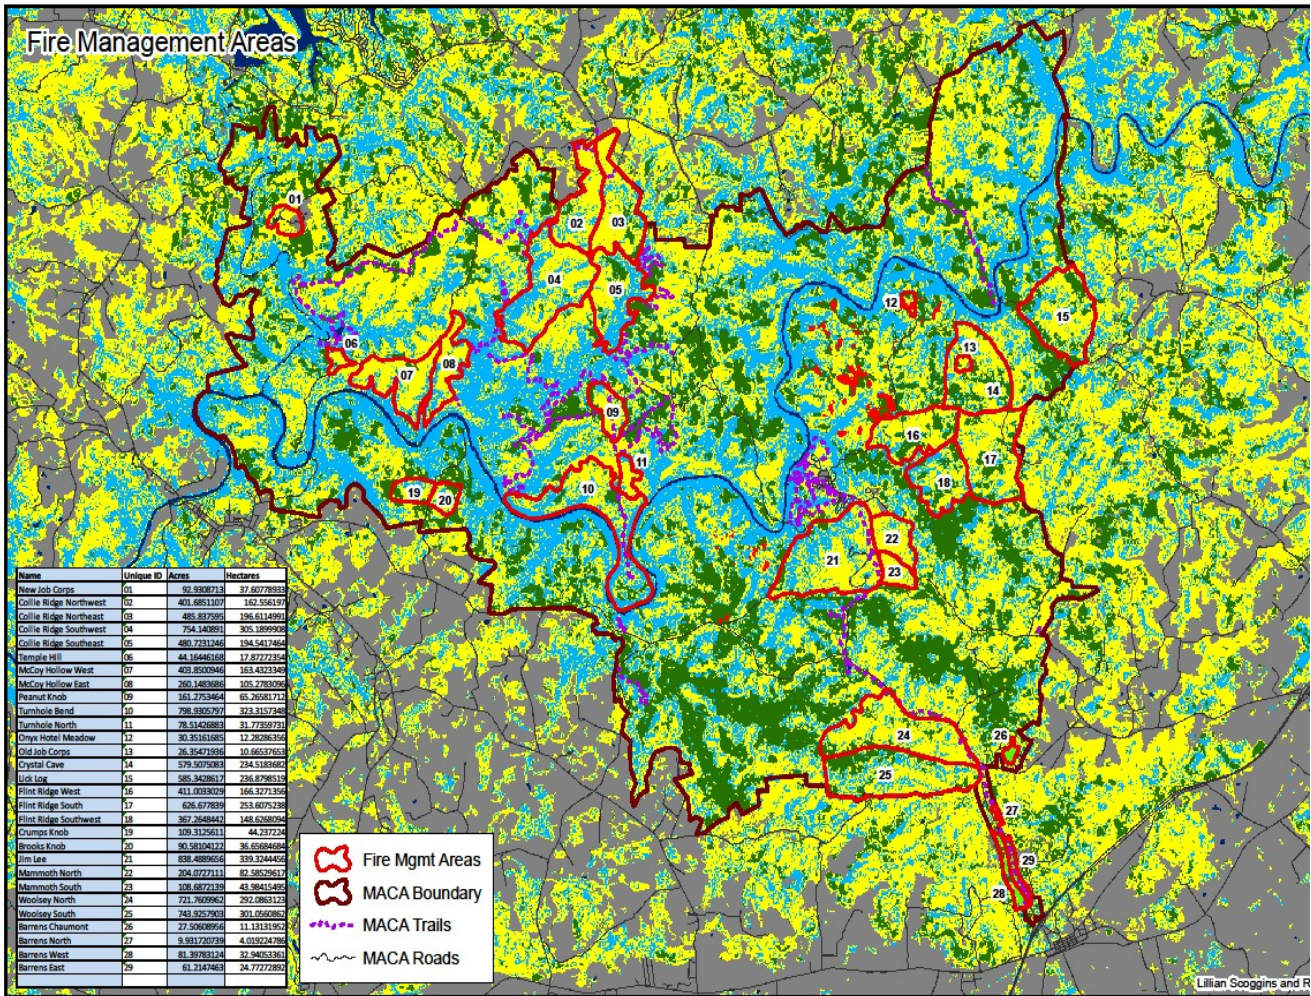 Fire Management Areas
01
02
03
04
05
06
07
08
09
10
11
12
13
14
15
16
17
18
19
20
21
22
23
24
25
26
27
28
29
Name Unique ID Acres Hectares
New Job Corps 01 92.9308713 37.60778933
Collie Ridge Northwest 02 401.6851107 162.556197
Collie Ridge Northeast 03 485.837595 196.6114991
Collie Ridge Southwest 04 754.140891 305.1899908
Collie Ridge Southeast 05 480.7231246 194.5417464
Temple Hill 06 44.16446168 17.87272354
McCoy Hollow West 07 403.8500946 163.4323349
McCoy Hollow East 08 260.1483686 105.2783096
Peanut Knob 09 161.2753464 65.26581712
Turnhole Bend 10 798.9305797 323.3157348
Turnhole North 11 78.51426883 31.77359731
Onyx Hotel Meadow 12 30.35161685 12.28286356
Old Job Corps 13 26.35471936 10.66537653
Crystal Cave 14 579.5075083 234.5183682
Lick Log 15 585.3428617 236.8798519
Flint Ridge West 16 411.0033029 166.3271356
Flint Ridge South 17 626.677839 253.6075238
Flint Ridge Southwest 18 367.2648442 148.6268094
Crumps Knob 19 109.3125611 44.237224
Brooks Knob 20 90.58104122 36.65684684
Jim Lee 21 838.4889656 339.3244456
Mammoth North 22 204.0727111 82.58529617
Mammoth South 23 108.6872139 43.98415495
Woolsey North 24 721.7609962 292.0863123
Woolsey South 25 743.9257903 301.0560862
Barrens Chaumont 26 27.50608956 11.13131952
Barrens North 27 9.931720739 4.019224786
Barrens West 28 81.39783124 32.94053361
Barrens East 29 61.2147463 24.77272892
Fire Mgmt Areas
MACA Boundary
MACA Trails
MACA Roads
Lillian Scoggins and R